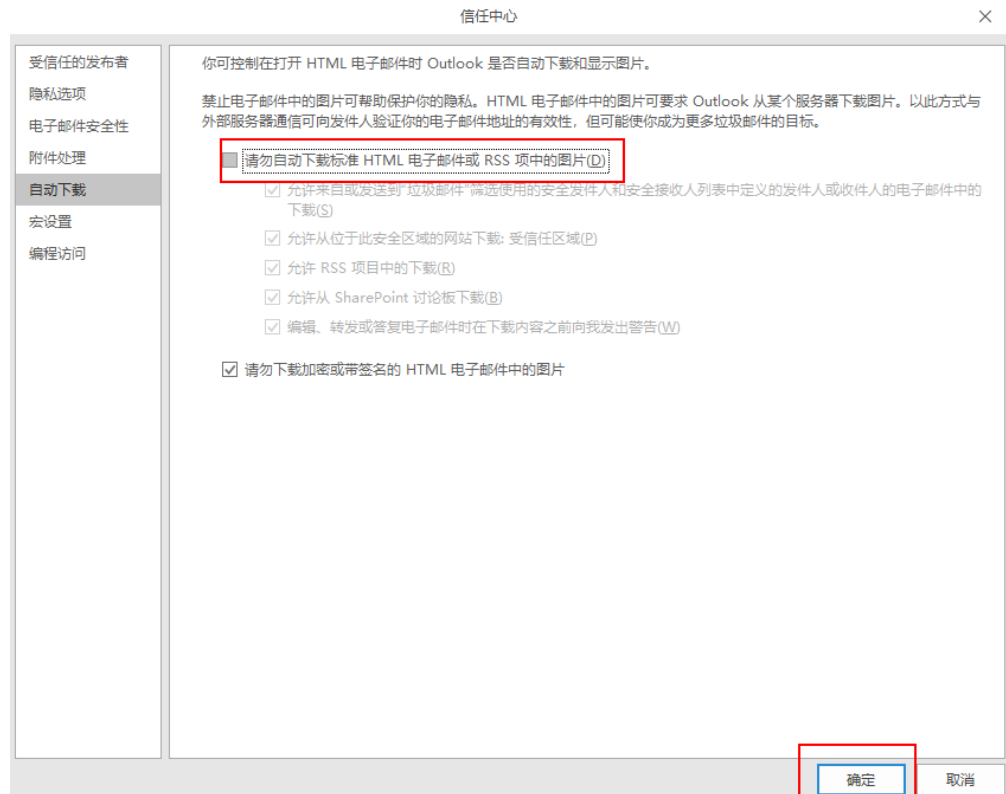 信任中心
受信任的发布者
隐私选项
电子邮件安全性
附件处理
自动下载
宏设置
编程访问
你可控制在打开 HTML 电子邮件时 Outlook 是否自动下载和显示图片。
禁止电子邮件中的图片可帮助保护你的隐私。HTML 电子邮件中的图片可要求 Outlook 从某个服务器下载图片。以此方式与
外部服务器通信可向发件人验证你的电子邮件地址的有效性，但可能使你成为更多垃圾邮件的目标。
请勿自动下载标准 HTML 电子邮件或 RSS 项中的图片(D)
允许来自或发送到"垃圾邮件"筛选使用的安全发件人和安全接收人列表中定义的发件人或收件人的电子邮件中的
下载(S)
允许从位于此安全区域的网站下载: 受信任区域(P)
允许 RSS 项目中的下载(R)
允许从 SharePoint 讨论板下载(B)
编辑、转发或答复电子邮件时在下载内容之前向我发出警告(W)
请勿下载加密或带签名的 HTML 电子邮件中的图片
确定
取消